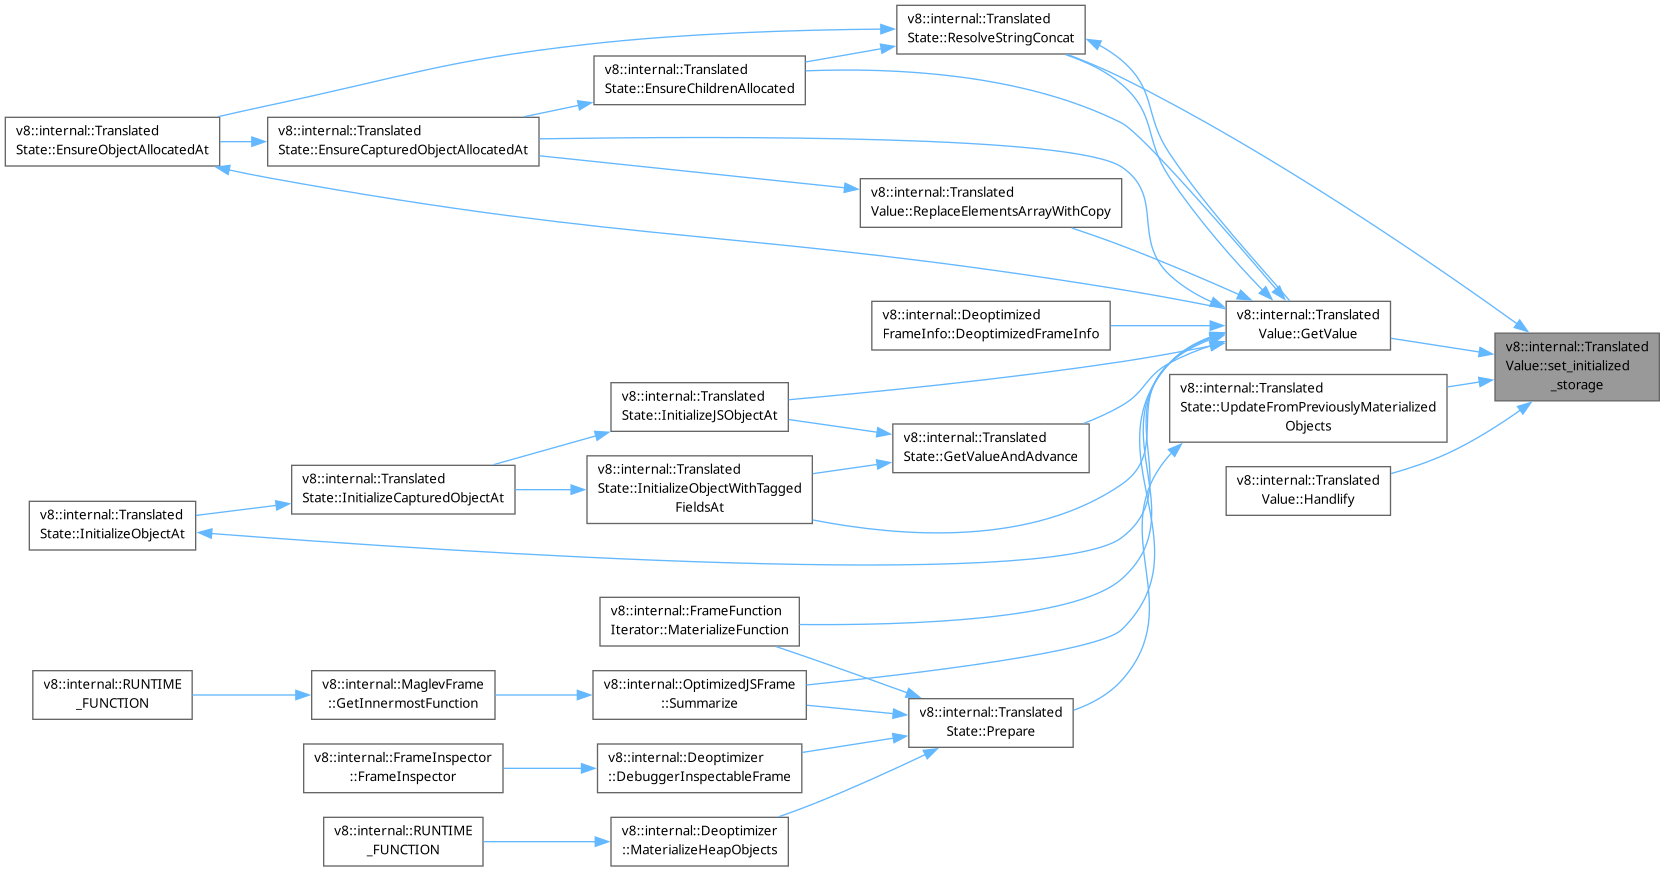 v8::internal::Translated
State::ResolveStringConcat
v8::internal::Translated
State::EnsureChildrenAllocated
v8::internal::Translated
State::EnsureObjectAllocatedAt
v8::internal::Translated
State::EnsureCapturedObjectAllocatedAt
v8::internal::Translated
Value::ReplaceElementsArrayWithCopy
v8::internal::Deoptimized
FrameInfo::DeoptimizedFrameInfo
v8::internal::Translated
Value::GetValue
v8::internal::Translated
Value::set_initialized
_storage
v8::internal::Translated
State::UpdateFromPreviouslyMaterialized
Objects
v8::internal::Translated
State::InitializeJSObjectAt
v8::internal::Translated
State::GetValueAndAdvance
v8::internal::Translated
State::InitializeCapturedObjectAt
v8::internal::Translated
State::InitializeObjectWithTagged
FieldsAt
v8::internal::Translated
Value::Handlify
v8::internal::Translated
State::InitializeObjectAt
v8::internal::FrameFunction
Iterator::MaterializeFunction
v8::internal::RUNTIME
_FUNCTION
v8::internal::MaglevFrame
::GetInnermostFunction
v8::internal::OptimizedJSFrame
::Summarize
v8::internal::Translated
State::Prepare
v8::internal::FrameInspector
::FrameInspector
v8::internal::Deoptimizer
::DebuggerInspectableFrame
v8::internal::RUNTIME
_FUNCTION
v8::internal::Deoptimizer
::MaterializeHeapObjects